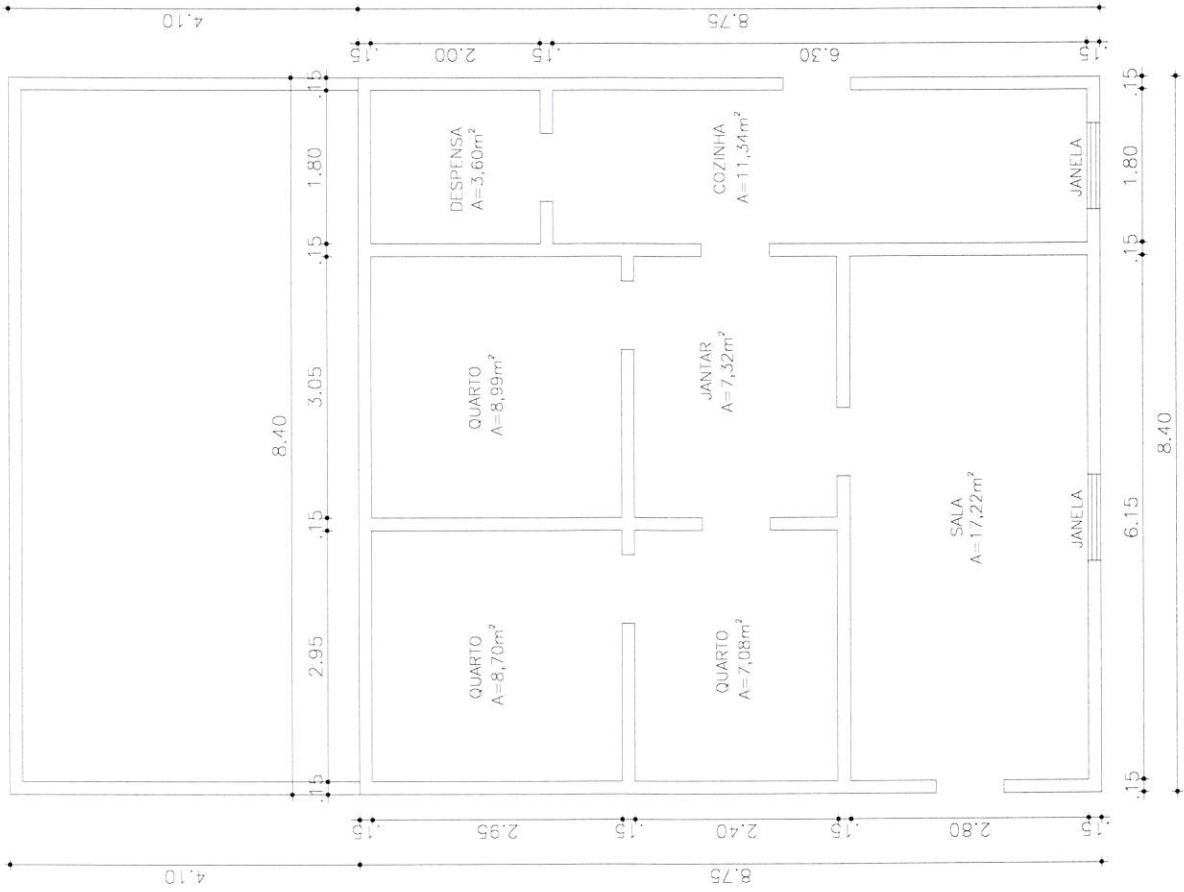 4.10
8.75
.15
2.00
.15
6.30
.15
8.40
.15
1.80
.15
3.05
.15
2.95
.15
DESPENSA
A=3,60m²
COZINHA
A=11,34m²
JANELA
QUARTO
A=8,99m²
JANTAR
A=7,32m²
QUARTO
A=8,70m²
QUARTO
A=7,08m²
SALA
A=17,22m²
JANELA
.15
1.80
.15
6.15
.15
8.40
.15
2.95
.15
2.40
.15
2.80
.15
4.10
8.75